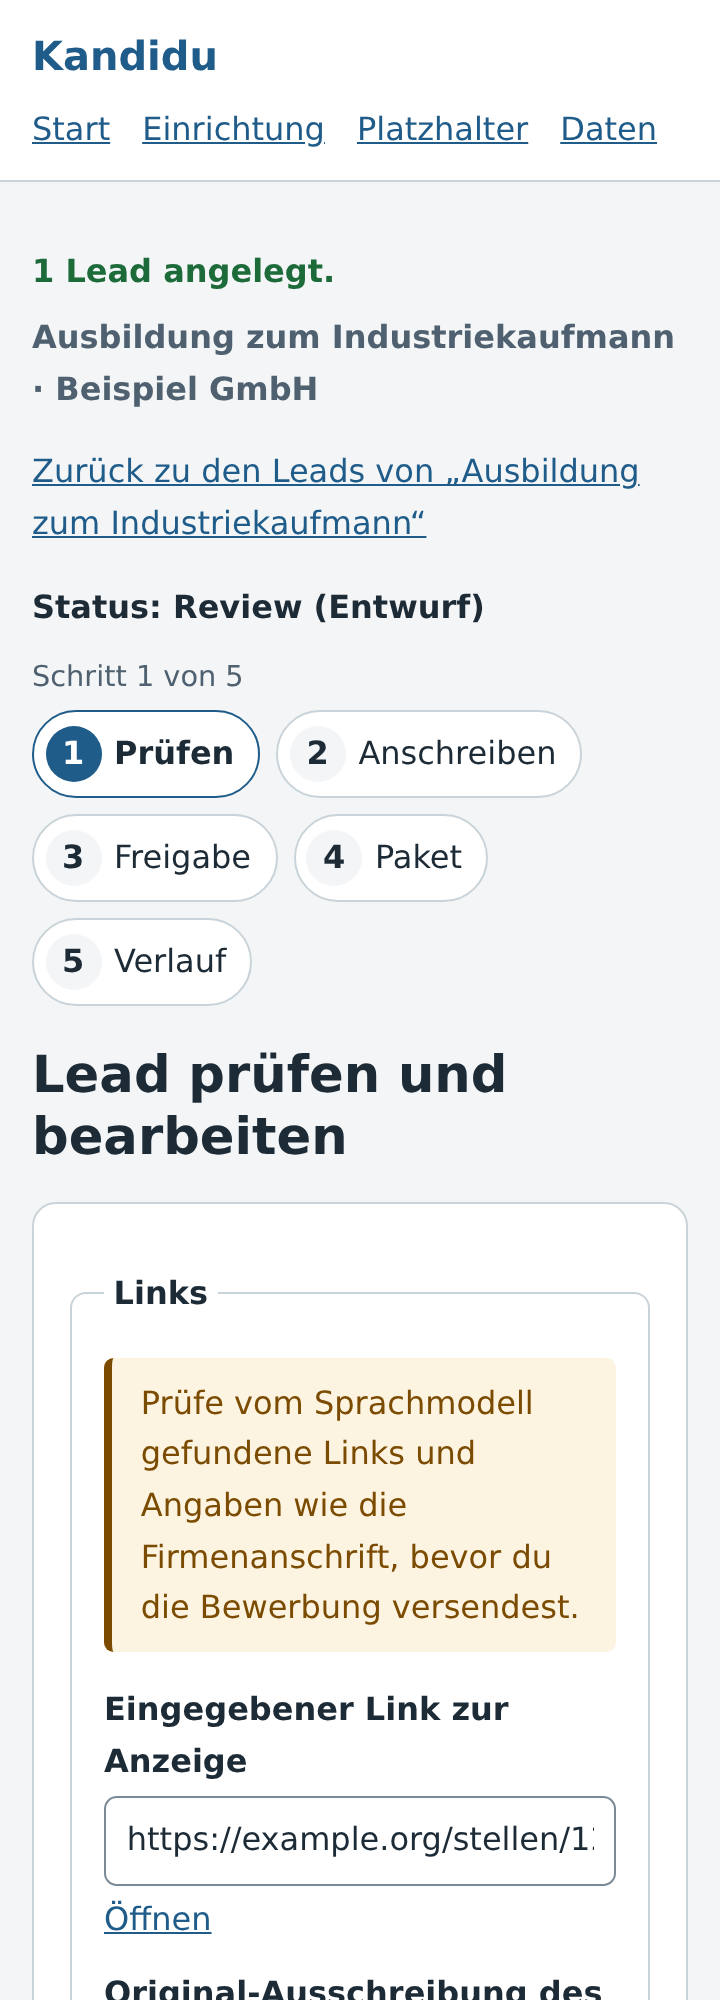 Kandidu
Start Einrichtung Platzhalter Daten
1 Lead angelegt.
Ausbildung zum Industriekaufmann
· Beispiel GmbH
Zurück zu den Leads von „Ausbildung
zum Industriekaufmann“
Status: Review (Entwurf)
Schritt 1 von 5
1 Prüfen 2 Anschreiben
3 Freigabe 4 Paket
5 Verlauf
Lead prüfen und
bearbeiten
Links
Prüfe vom Sprachmodell
gefundene Links und
Angaben wie die
Firmenanschrift, bevor du
die Bewerbung versendest.
Eingegebener Link zur
Anzeige
https://example.org/stellen/1
Öffnen
Original-Ausschreibung des